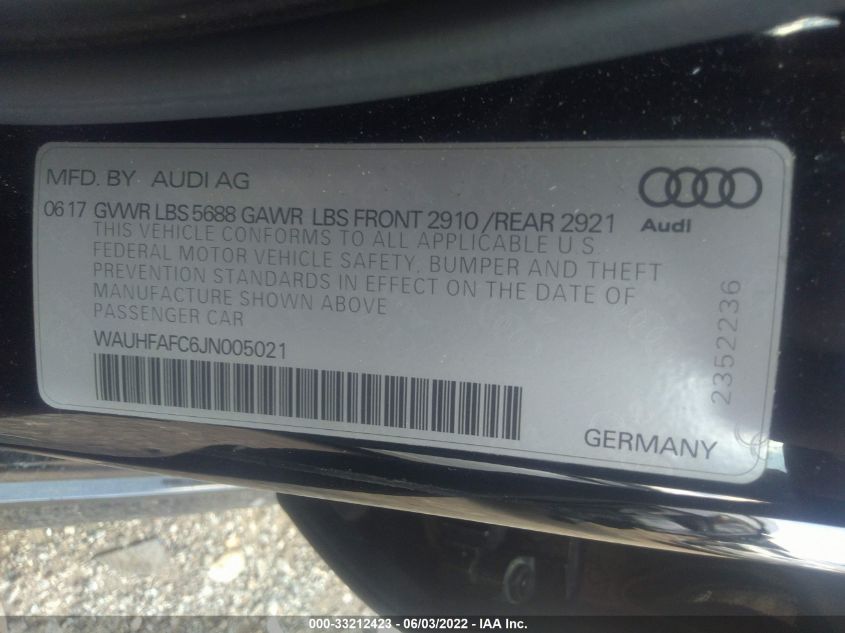 MFD. BY AUDI AG
06 17 GVWR LBS 5688 GAWR LBS FRONT 2910 /REAR 2921
Audi
THIS VEHICLE CONFORMS TO ALL APPLICABLE U.S.
FEDERAL MOTOR VEHICLE SAFETY, BUMPER AND THEFT
PREVENTION STANDARDS IN EFFECT ON THE DATE OF
MANUFACTURE SHOWN ABOVE
PASSENGER CAR
WAUHFAFC6JN005021
2352236
GERMANY
000-33212423 - 06/03/2022 - IAA Inc.